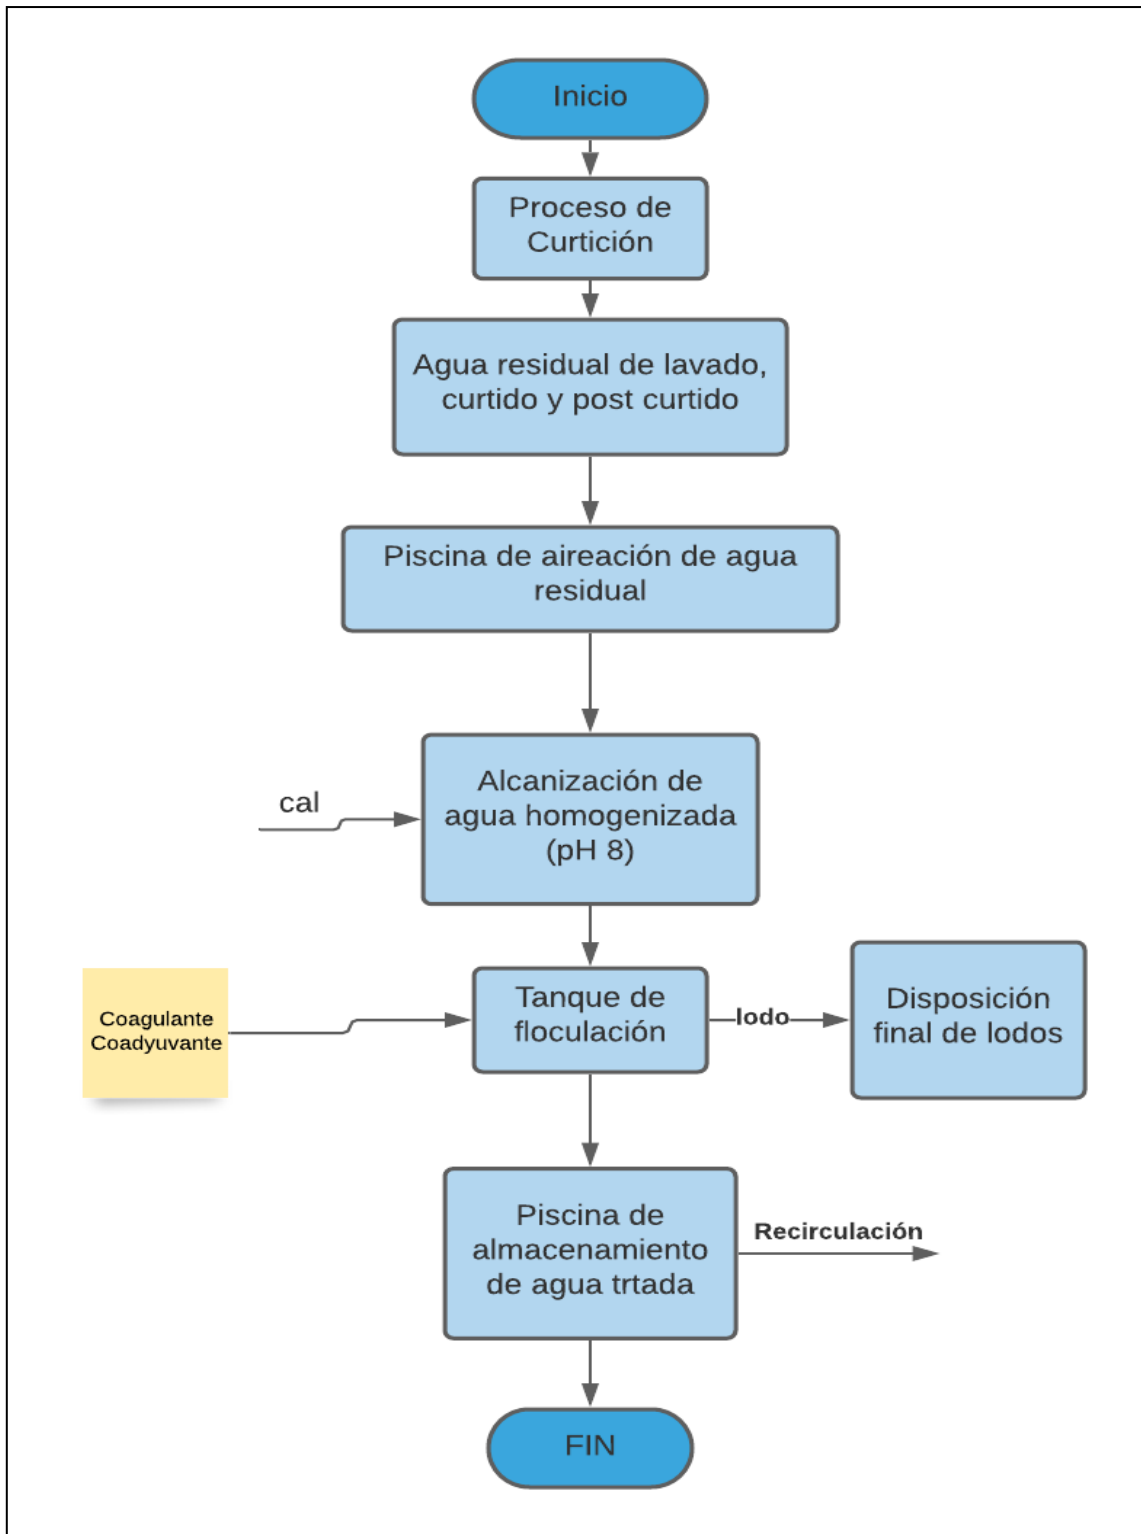 Inicio
Proceso de
Curtición
Agua residual de lavado,
curtido y post curtido
Piscina de aireación de agua
residual
cal
Alcanización de
agua homogenizada
(pH 8)
Coagulante
Coadyuvante
Tanque de
floculación
lodo
Disposición
final de lodos
Piscina de
almacenamiento
de agua trtada
Recirculación
FIN